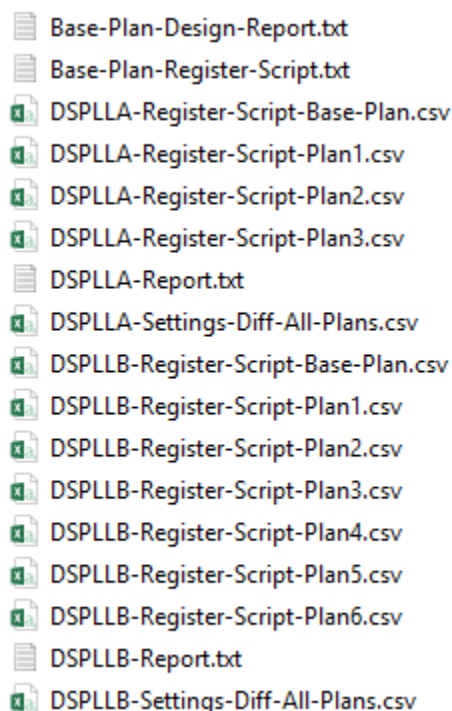 Base-Plan-Design-Report.txt
Base-Plan-Register-Script.txt
DSPLLA-Register-Script-Base-Plan.csv
DSPLLA-Register-Script-Plan1.csv
DSPLLA-Register-Script-Plan2.csv
DSPLLA-Register-Script-Plan3.csv
DSPLLA-Report.txt
DSPLLA-Settings-Diff-All-Plans.csv
DSPLLB-Register-Script-Base-Plan.csv
DSPLLB-Register-Script-Plan1.csv
DSPLLB-Register-Script-Plan2.csv
DSPLLB-Register-Script-Plan3.csv
DSPLLB-Register-Script-Plan4.csv
DSPLLB-Register-Script-Plan5.csv
DSPLLB-Register-Script-Plan6.csv
DSPLLB-Report.txt
DSPLLB-Settings-Diff-All-Plans.csv